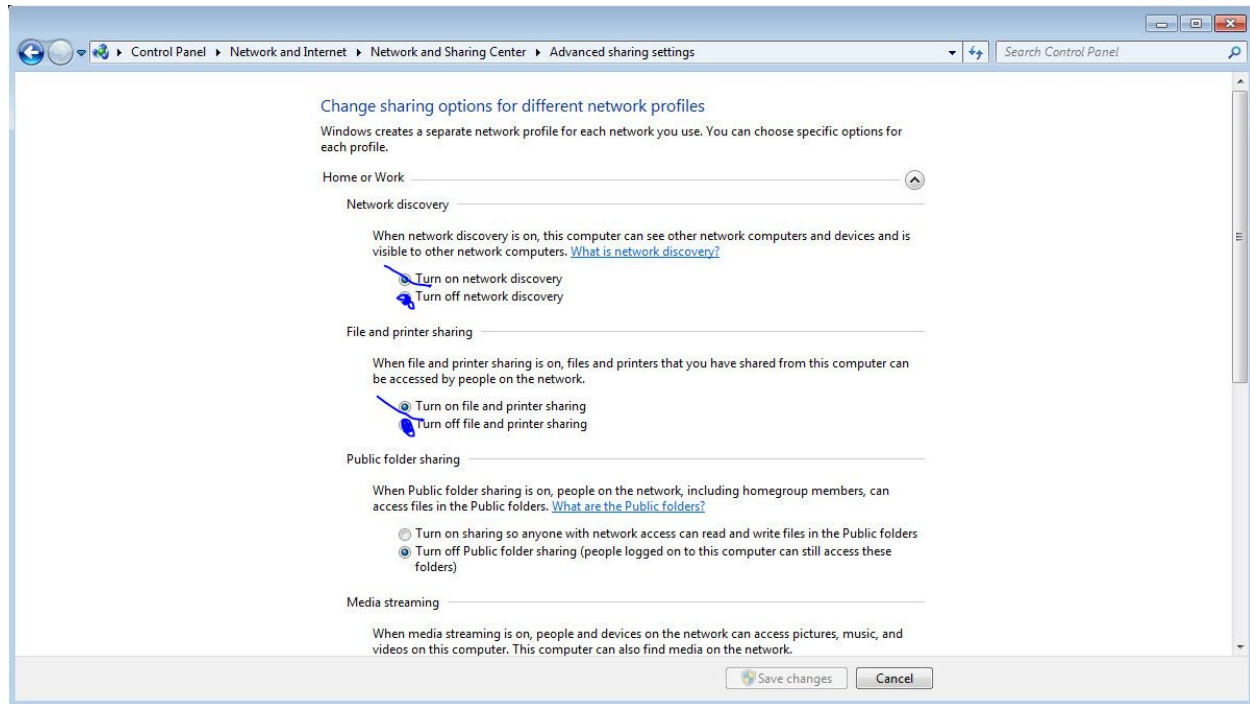 Control Panel ▸ Network and Internet ▸ Network and Sharing Center ▸ Advanced sharing settings
Search Control Panel
Change sharing options for different network profiles
Windows creates a separate network profile for each network you use. You can choose specific options for
each profile.
Home or Work
Network discovery
When network discovery is on, this computer can see other network computers and devices and is
visible to other network computers. What is network discovery?
Turn on network discovery
Turn off network discovery
File and printer sharing
When file and printer sharing is on, files and printers that you have shared from this computer can
be accessed by people on the network.
Turn on file and printer sharing
Turn off file and printer sharing
Public folder sharing
When Public folder sharing is on, people on the network, including homegroup members, can
access files in the Public folders. What are the Public folders?
Turn on sharing so anyone with network access can read and write files in the Public folders
Turn off Public folder sharing (people logged on to this computer can still access these
folders)
Media streaming
When media streaming is on, people and devices on the network can access pictures, music, and
videos on this computer. This computer can also find media on the network.
Save changes
Cancel